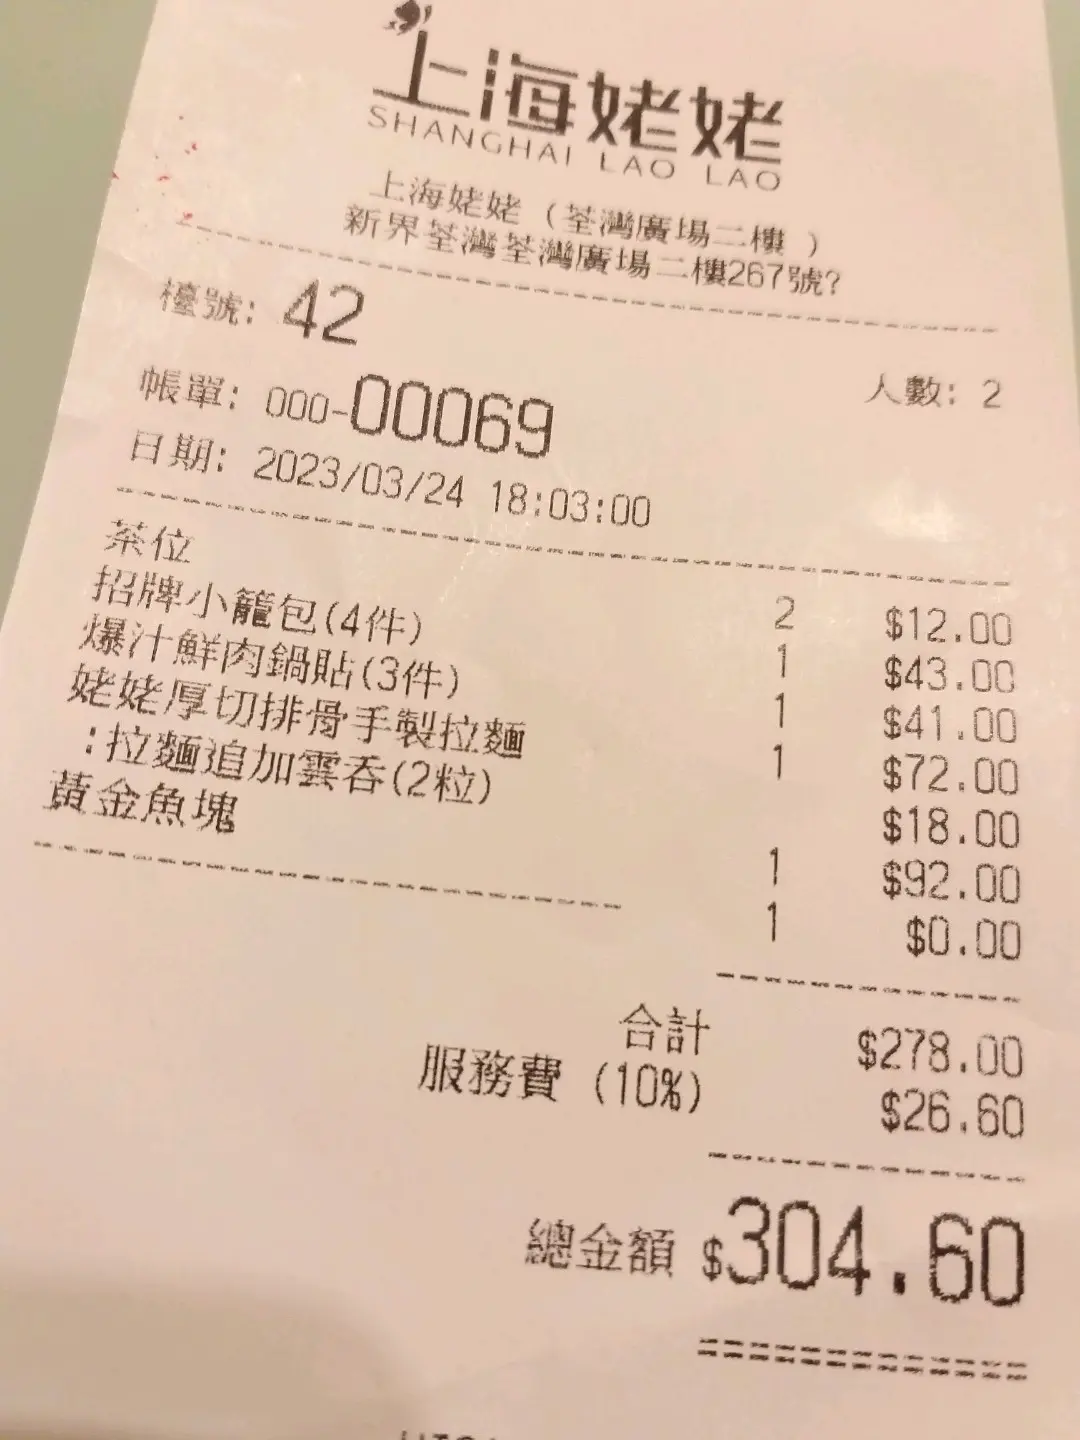 上海姥姥
SHANGHAI LAO LAO
上海姥姥 (荃灣廣場二樓 )
新界荃灣荃灣廣場二樓267號?
檯號: 42 人數: 2
帳單: 000-00069
日期: 2023/03/24 18:03:00
茶位 2 $12.00
招牌小籠包(4件) 1 $43.00
爆汁鮮肉鍋貼(3件) 1 $41.00
姥姥厚切排骨手製拉麵 1 $72.00
:拉麵追加雲吞(2粒) $18.00
黃金魚塊 1 $92.00
1 $0.00
合計 $278.00
服務費 (10%) $26.60
總金額 $304.60